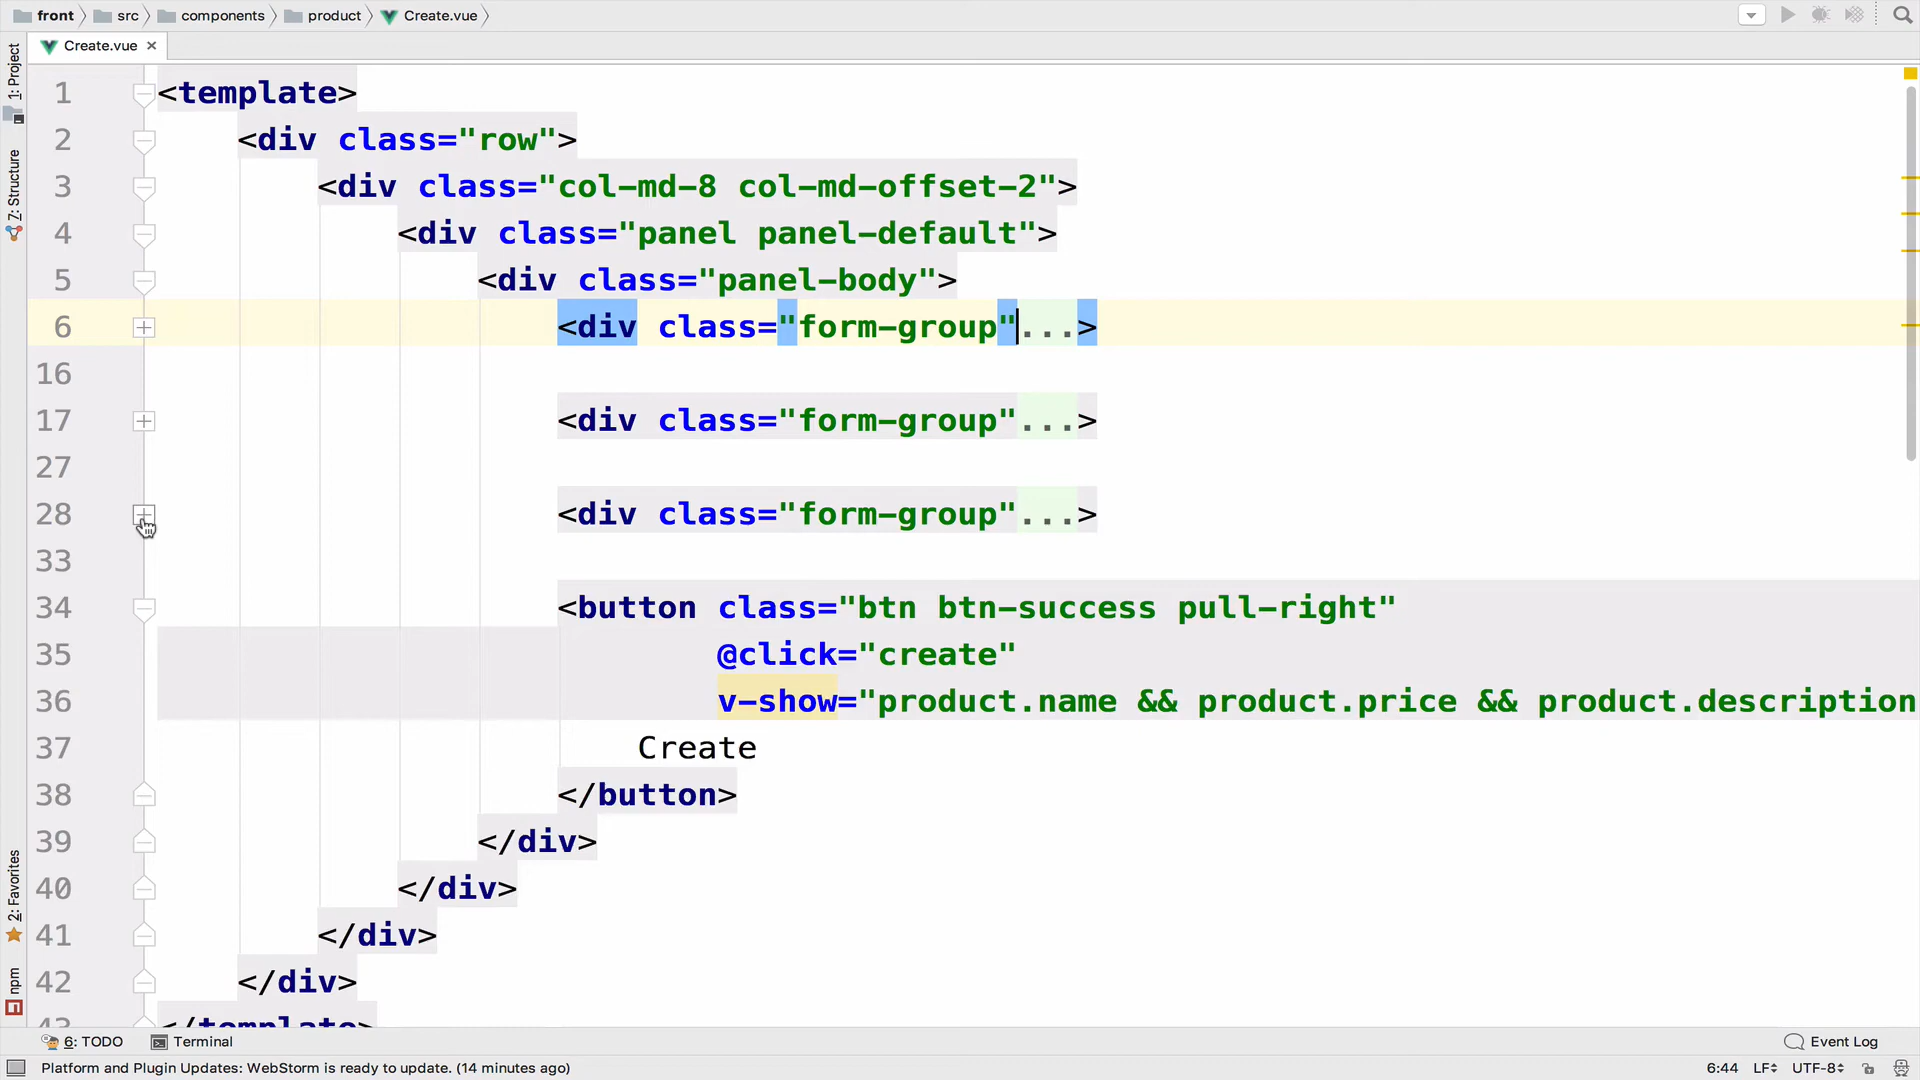 front src components product Create.vue
Create.vue
1: Project
7: Structure
2: Favorites
npm
1 <template>
2 <div class="row">
3 <div class="col-md-8 col-md-offset-2">
4 <div class="panel panel-default">
5 <div class="panel-body">
6 <div class="form-group"...>
16
17 <div class="form-group"...>
27
28 <div class="form-group"...>
33
34 <button class="btn btn-success pull-right"
35 @click="create"
36 v-show="product.name && product.price && product.description
37 Create
38 </button>
39 </div>
40 </div>
41 </div>
42 </div>
43 </template>
6: TODO Terminal Event Log
Platform and Plugin Updates: WebStorm is ready to update. (14 minutes ago) 6:44 LF UTF-8